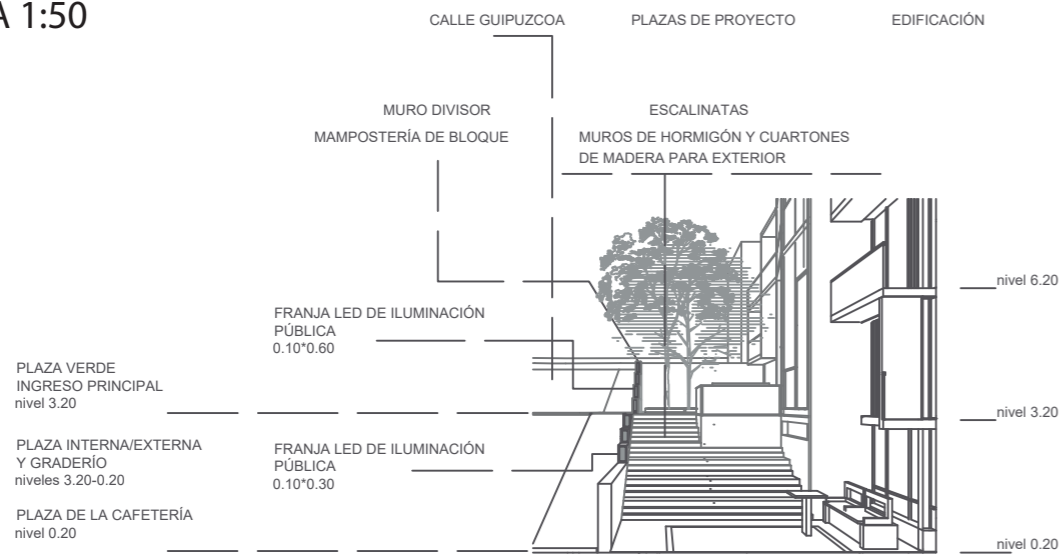 A 1:50
CALLE GUIPUZCOA
PLAZAS DE PROYECTO
EDIFICACIÓN
MURO DIVISOR
MAMPOSTERÍA DE BLOQUE
ESCALINATAS
MUROS DE HORMIGÓN Y CUARTONES
DE MADERA PARA EXTERIOR
nivel 6.20
FRANJA LED DE ILUMINACIÓN
PÚBLICA
0.10*0.60
PLAZA VERDE
INGRESO PRINCIPAL
nivel 3.20
nivel 3.20
PLAZA INTERNA/EXTERNA
Y GRADERÍO
niveles 3.20-0.20
FRANJA LED DE ILUMINACIÓN
PÚBLICA
0.10*0.30
PLAZA DE LA CAFETERÍA
nivel 0.20
nivel 0.20